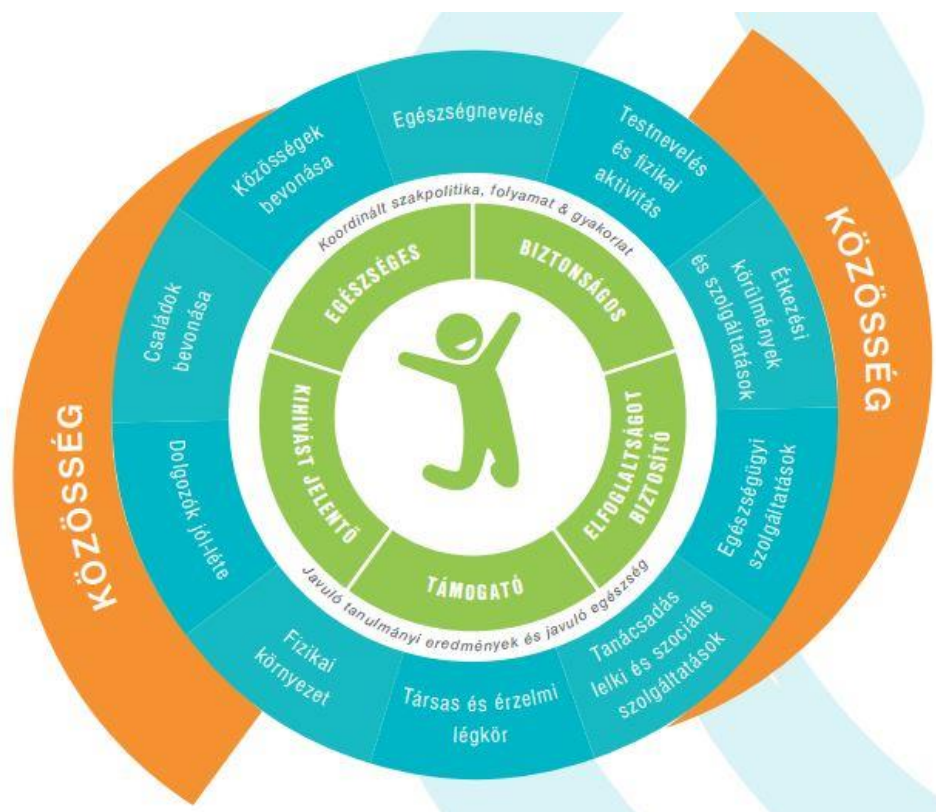 Egészségnevelés
Testnevelés
és fizikai
aktivitás
Étkezési
körülmények
és szolgáltatások
Egészségügyi
szolgáltatások
Tanácsadás
lelki és szociális
szolgáltatások
Társas és érzelmi
légkör
Fizikai
környezet
Dolgozók jól-léte
Családok
bevonása
Közösségek
bevonása
KÖZÖSSÉG
KÖZÖSSÉG
Koordinált szakpolitika, folyamat & gyakorlat
EGÉSZSÉGES
BIZTONSÁGOS
ELFOGLALTSÁGOT
BIZTOSÍTÓ
TÁMOGATÓ
KIHÍVÁST JELENTŐ
Javuló tanulmányi eredmények és javuló egészség